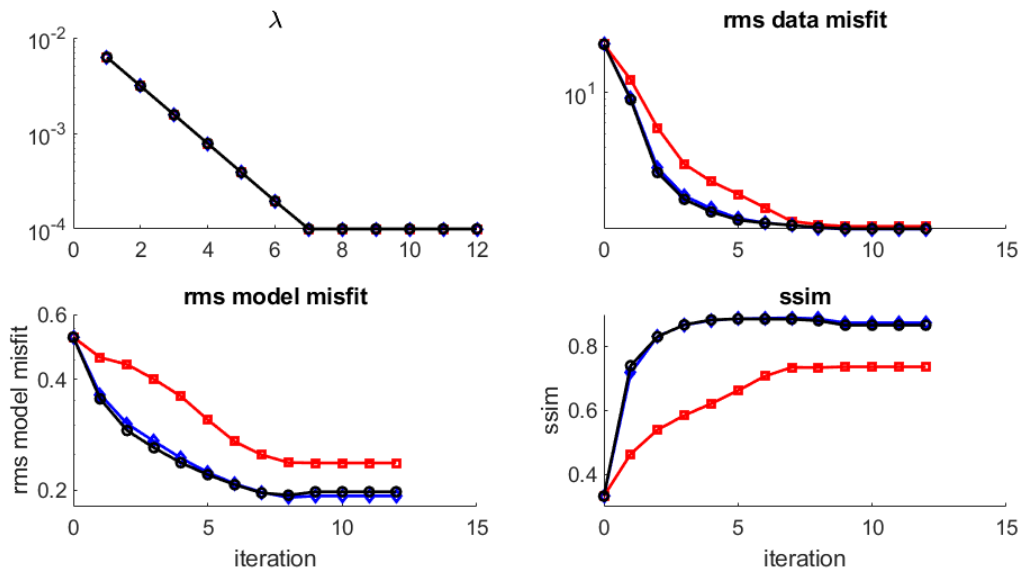 λ
10^-2
10^-3
10^-4
0 2 4 6 8 10 12
rms data misfit
10^1
0 5 10 15
rms model misfit
rms model misfit
0.6
0.4
0.2
0 5 10 15
iteration
ssim
ssim
0.8
0.6
0.4
0 5 10 15
iteration